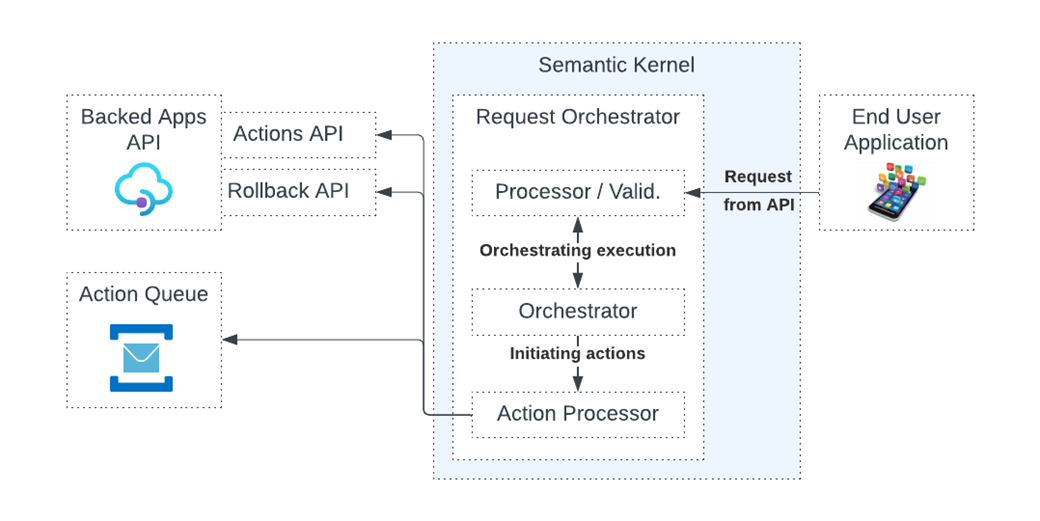 Semantic Kernel
Backed Apps
API
Actions API
Rollback API
Request Orchestrator
Processor / Valid.
Orchestrating execution
Orchestrator
Initiating actions
Action Processor
Request
from API
End User
Application
Action Queue